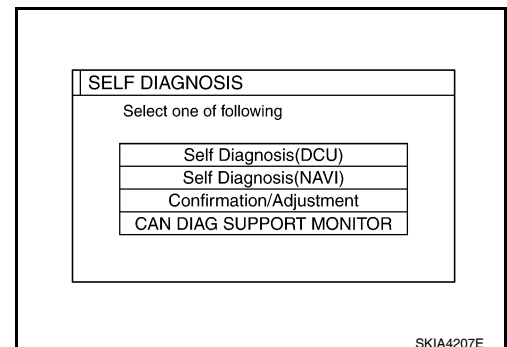 SELF DIAGNOSIS
Select one of following
Self Diagnosis(DCU)
Self Diagnosis(NAVI)
Confirmation/Adjustment
CAN DIAG SUPPORT MONITOR
SKIA4207E